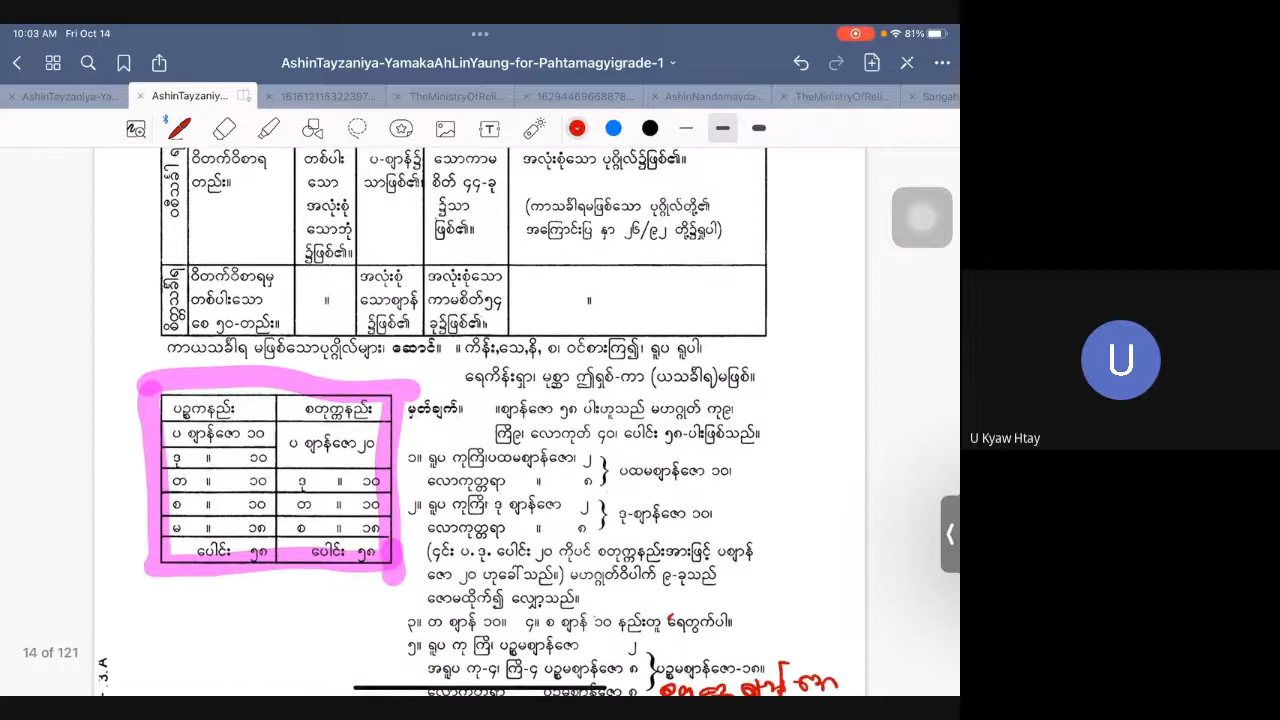 10:03 AM Fri Oct 14
81%
AshinTayzaniya-YamakaAhLinYaung-for-Pahtamagyigrade-1
AshinTayzaniya-Ya...
AshinTayzaniy...
1616121153223​97...
TheMinistryOfReli...
16294469668878...
AshinNandamayda...
TheMinistryOfReli...
Sangah
ဝိတက်ဝိစာရ တစ်ပါး ပ-ဈာန်၌ သောကာမ အလုံးစုံသော ပုဂ္ဂိုလ်၌ဖြစ်၏။
တည်း။ သော သာဖြစ်၏။ စိတ် ၄၄-ခု
အလုံးစုံ ၌သာ (ကာသင်္ခါရမဖြစ်သော ပုဂ္ဂိုလ်တို့၏
သောဘုံ ဖြစ်၏။ အကြောင်းပြ နှာ ၂၆/၉၂ တို့၌ရှုပါ)
၌ဖြစ်၏။
ဝိတက်ဝိစာရမှ အလုံးစုံ အလုံးစုံသော
တစ်ပါးသော ။ သောဈာန် ကာမစိတ်၅၄ ။
စေ ၅၀-တည်း။ ၌ဖြစ်၏ ခု၌ဖြစ်၏။
ကာယသင်္ခါရ မဖြစ်သောပုဂ္ဂိုလ်များ၊ ဆောင်။ ။ ကိန်း,သေ,နိ, စ၊ ဝင်စားကြ၍၊ ရူပ ရူပါ၊
ရေကိန်းရှာ၊ မုစ္ဆာ ဤရှစ်-ကာ (ယသင်္ခါ)မဖြစ်။
ပဉ္စကနည်း စတုက္ကနည်း
ပ ဈာန်ဇော ၁၀ ပ ဈာန်ဇော၂၀
ဒု ။ ၁၀
တ ။ ၁၀ ဒု ။ ၁၀
စ ။ ၁၀ တ ။ ၁၀
မ ။ ၁၈ စ ။ ၁၈
ပေါင်း ၅၈ ပေါင်း ၅၈
မှတ်ချက်။ ။ဈာန်ဇော ၅၈ ပါးဟူသည် မဟဂ္ဂုတ် ကု၉၊
ကြိ၉၊ လောကုတ် ၄၀၊ ပေါင်း ၅၈-ပါးဖြစ်သည်။
၁။ ရူပ ကုကြိ၊ပထမဈာန်ဇော၊ ၂
လောကုတ္တရာ ။ ၈ ပထမဈာန်ဇော ၁၀၊
၂။ ရူပ ကုကြိ၊ ဒု ဈာန်ဇော ၂
လောကုတ္တရာ ။ ၈ ဒု-ဈာန်ဇော ၁၀၊
(၎င်း ပ. ဒု. ပေါင်း ၂၀ ကိုပင် စတုက္ကနည်းအားဖြင့် ပဈာန်
ဇော ၂၀ ဟုခေါ်သည်။) မဟဂ္ဂုတ်ဝိပါက် ၉-ခုသည်
ဇောမထိုက်၍ လျှော့သည်။
၃။ တ ဈာန် ၁၀။ ၄။ စ ဈာန် ၁၀ နည်းတူ ရေတွက်ပါ။
၅။ ရူပ ကု ကြိ၊ ပဉ္စမဈာန်ဇော ၂
အရူပ ကု-၄၊ ကြိ-၄ ပဉ္စမဈာန်ဇော ၈ ပဉ္စမဈာန်ဇော-၁၈။
14 of 121
U
U Kyaw Htay